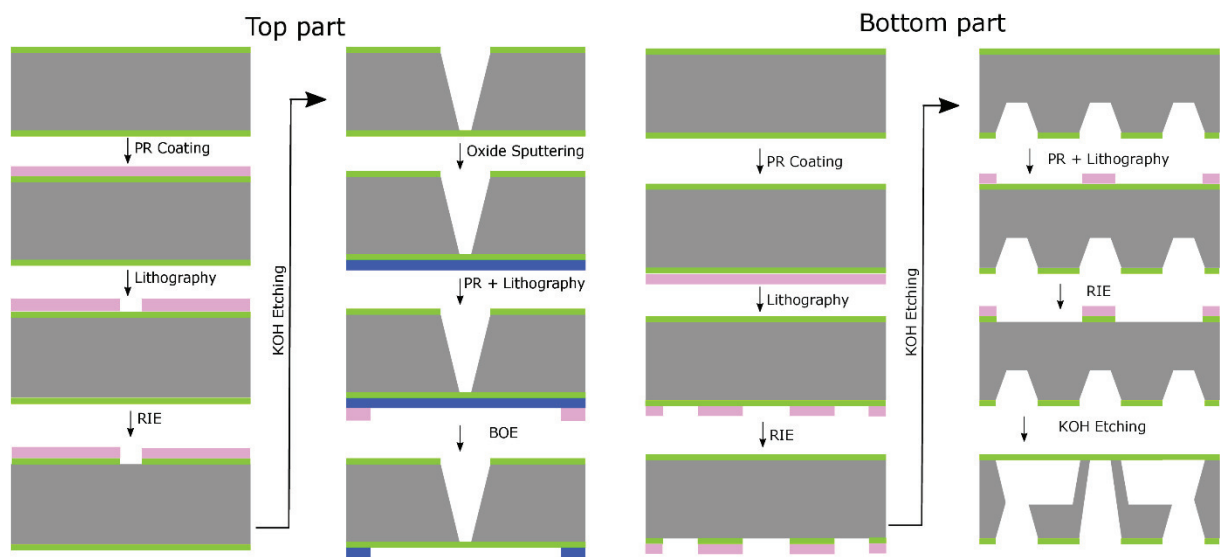 Top part
PR Coating
Lithography
RIE
KOH Etching
Oxide Sputtering
PR + Lithography
BOE
Bottom part
PR Coating
Lithography
RIE
KOH Etching
PR + Lithography
RIE
KOH Etching